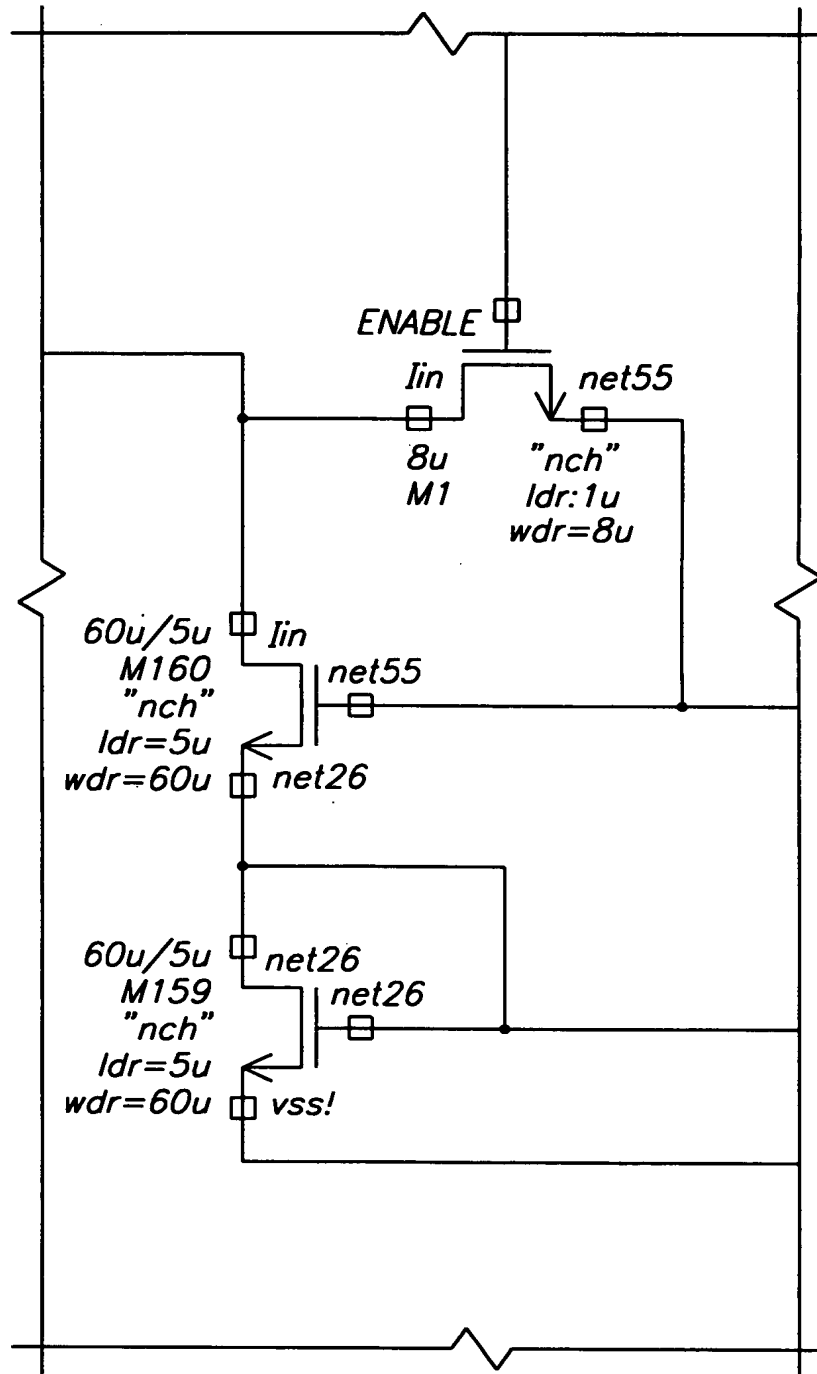 ENABLE
Iin
net55
8u
M1
"nch"
ldr:1u
wdr=8u
60u/5u
Iin
M160
"nch"
ldr=5u
wdr=60u
net55
net26
60u/5u
net26
M159
"nch"
ldr=5u
wdr=60u
net26
vss!